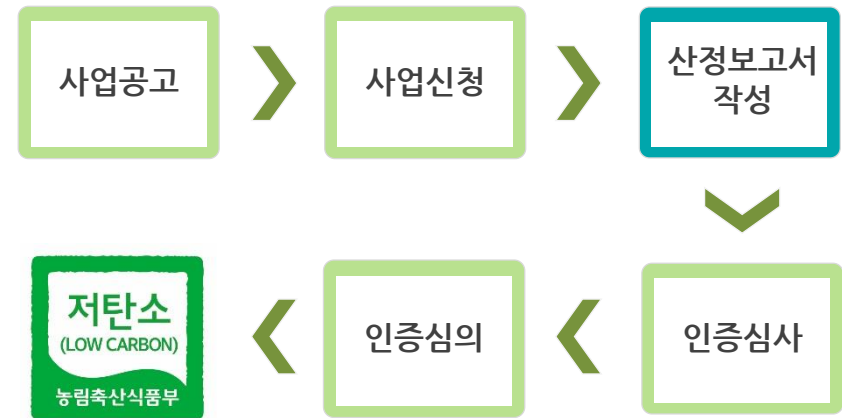 사업공고
사업신청
산정보고서
작성
인증심사
인증심의
저탄소
(LOW CARBON)
농림축산식품부